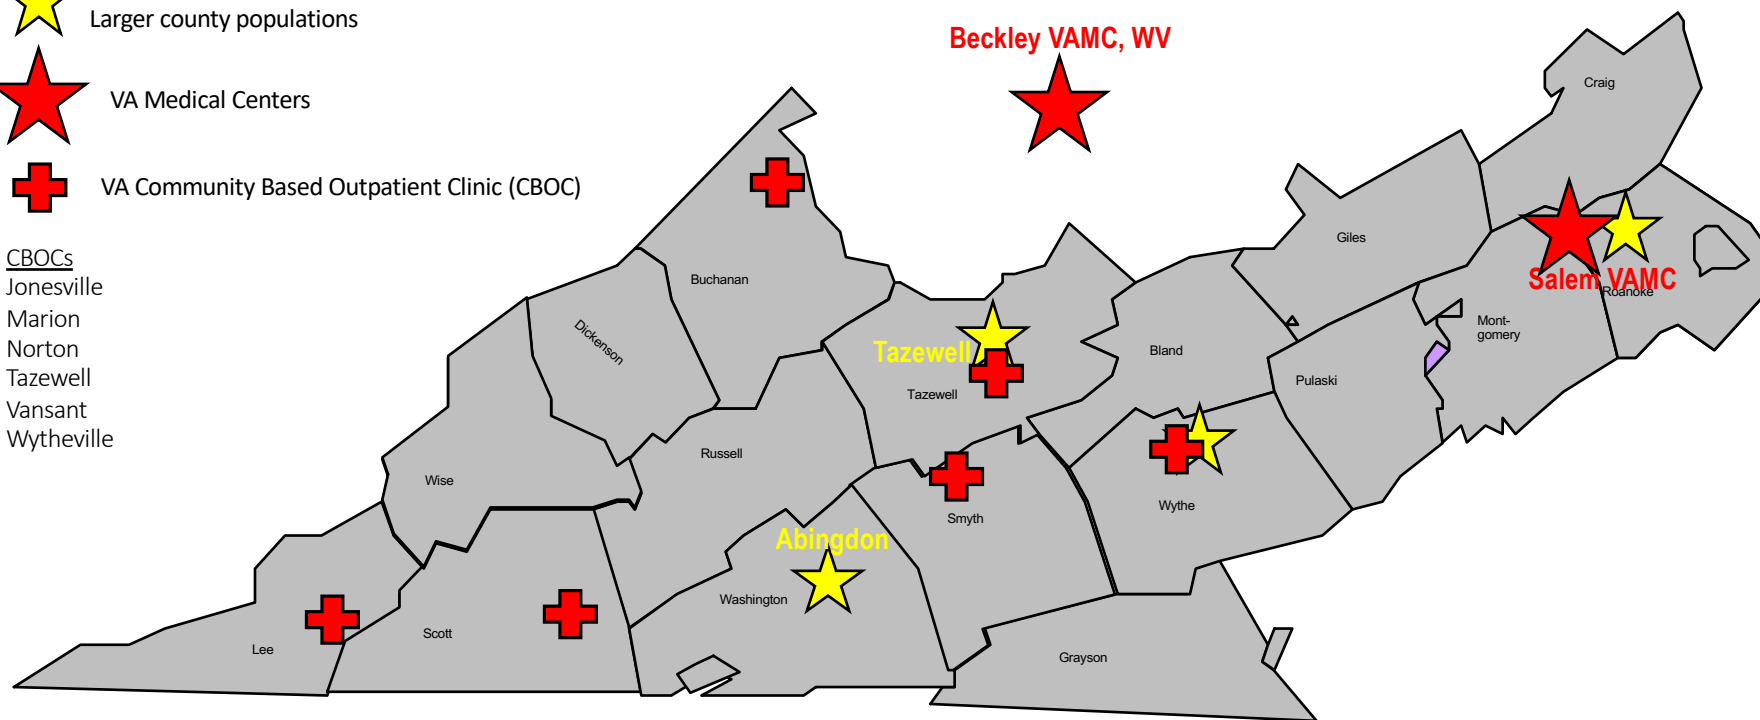 Larger county populations
VA Medical Centers
VA Community Based Outpatient Clinic (CBOC)
CBOCs
Jonesville
Marion
Norton
Tazewell
Vansant
Wytheville
Beckley VAMC, WV
Craig
Giles
Salem VAMC
Roanoke
Buchanan
Dickenson
Mont-
gomery
Tazewell
Tazewell
Bland
Pulaski
Russell
Wise
Smyth
Wythe
Abingdon
Washington
Scott
Lee
Grayson